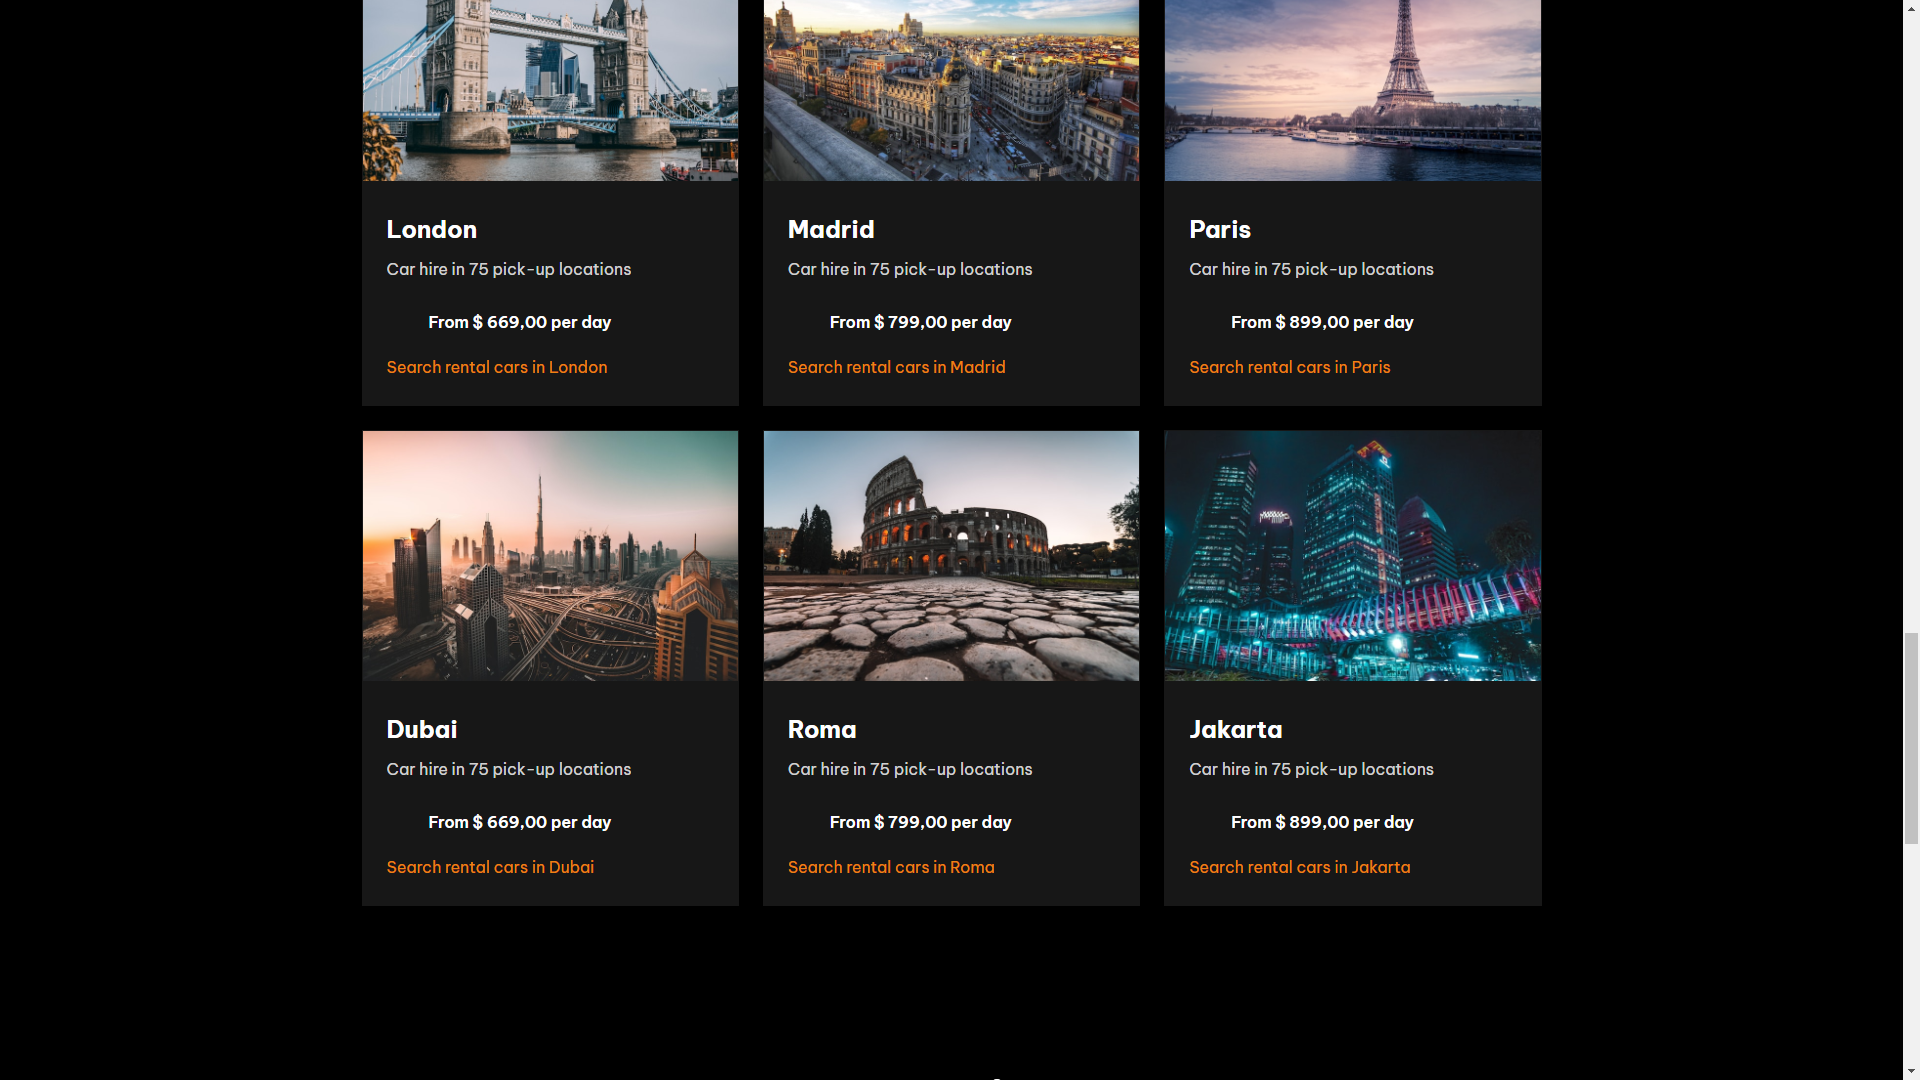 London
Car hire in 75 pick-up locations
From $ 669,00 per day
Search rental cars in London
Madrid
Car hire in 75 pick-up locations
From $ 799,00 per day
Search rental cars in Madrid
Paris
Car hire in 75 pick-up locations
From $ 899,00 per day
Search rental cars in Paris
Dubai
Car hire in 75 pick-up locations
From $ 669,00 per day
Search rental cars in Dubai
Roma
Car hire in 75 pick-up locations
From $ 799,00 per day
Search rental cars in Roma
Jakarta
Car hire in 75 pick-up locations
From $ 899,00 per day
Search rental cars in Jakarta